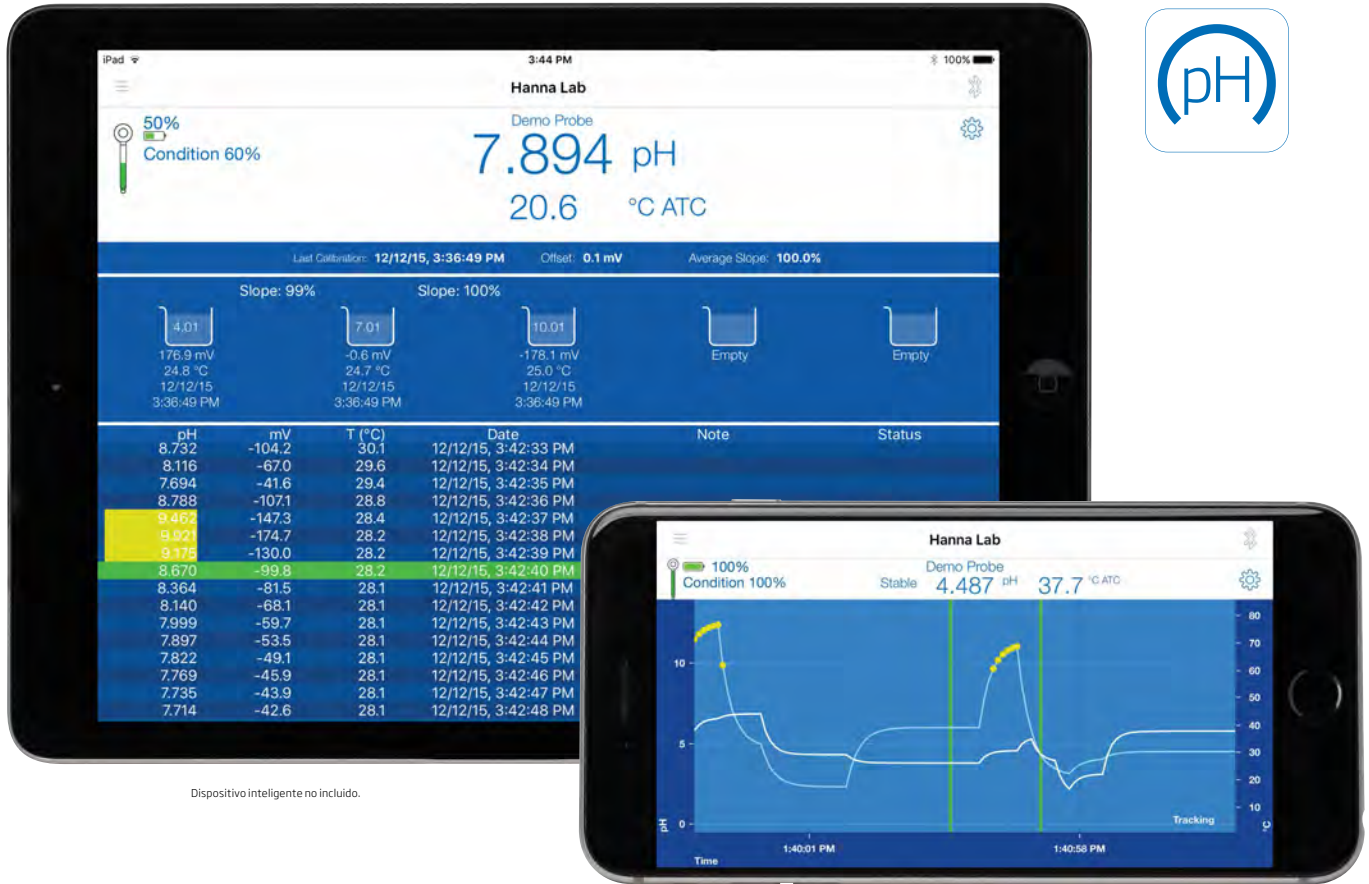 iPad 3:44 PM 100%
Hanna Lab
pH
50%
Condition 60%
Demo Probe
7.894 pH
20.6 °C ATC
Last Calibration: 12/12/15, 3:36:49 PM Offset: 0.1 mV Average Slope: 100.0%
Slope: 99% Slope: 100%
4.01 7.01 10.01
176.9 mV -0.6 mV -178.1 mV Empty Empty
24.8 °C 24.7 °C 25.0 °C
12/12/15 12/12/15 12/12/15
3:36:49 PM 3:36:49 PM 3:36:49 PM
pH mV T (°C) Date Note Status
8.732 -104.2 30.1 12/12/15, 3:42:33 PM
8.116 -67.0 29.6 12/12/15, 3:42:34 PM
7.694 -41.6 29.4 12/12/15, 3:42:35 PM
8.788 -107.1 28.8 12/12/15, 3:42:36 PM
9.462 -147.3 28.4 12/12/15, 3:42:37 PM
9.921 -174.7 28.2 12/12/15, 3:42:38 PM
9.175 -130.0 28.2 12/12/15, 3:42:39 PM
8.670 -99.8 28.2 12/12/15, 3:42:40 PM
8.364 -81.5 28.1 12/12/15, 3:42:41 PM
8.140 -68.1 28.1 12/12/15, 3:42:42 PM
7.999 -59.7 28.1 12/12/15, 3:42:43 PM
7.897 -53.5 28.1 12/12/15, 3:42:44 PM
7.822 -49.1 28.1 12/12/15, 3:42:45 PM
7.769 -45.9 28.1 12/12/15, 3:42:46 PM
7.735 -43.9 28.1 12/12/15, 3:42:47 PM
7.714 -42.6 28.1 12/12/15, 3:42:48 PM
Hanna Lab
100%
Condition 100%
Demo Probe
Stable 4.487 pH 37.7 °C ATC
80
70
10
60
50
40
5
30
20
10
pH 0 Tracking °C
1:40:01 PM 1:40:58 PM
Time
Dispositivo inteligente no incluido.